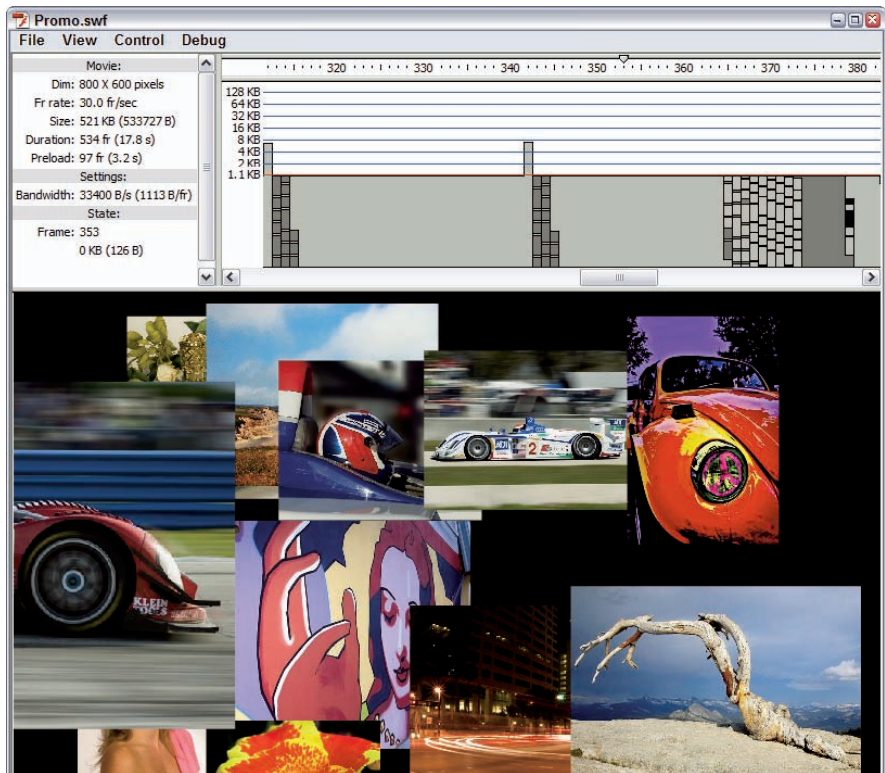 Promo.swf
File View Control Debug
Movie:
Dim: 800 X 600 pixels
Fr rate: 30.0 fr/sec
Size: 521 KB (533727 B)
Duration: 534 fr (17.8 s)
Preload: 97 fr (3.2 s)
Settings:
Bandwidth: 33400 B/s (1113 B/fr)
State:
Frame: 353
0 KB (126 B)
320 330 340 350 360 370 380
128 KB
64 KB
32 KB
16 KB
8 KB
4 KB
2 KB
1.1 KB
2
KLEIN